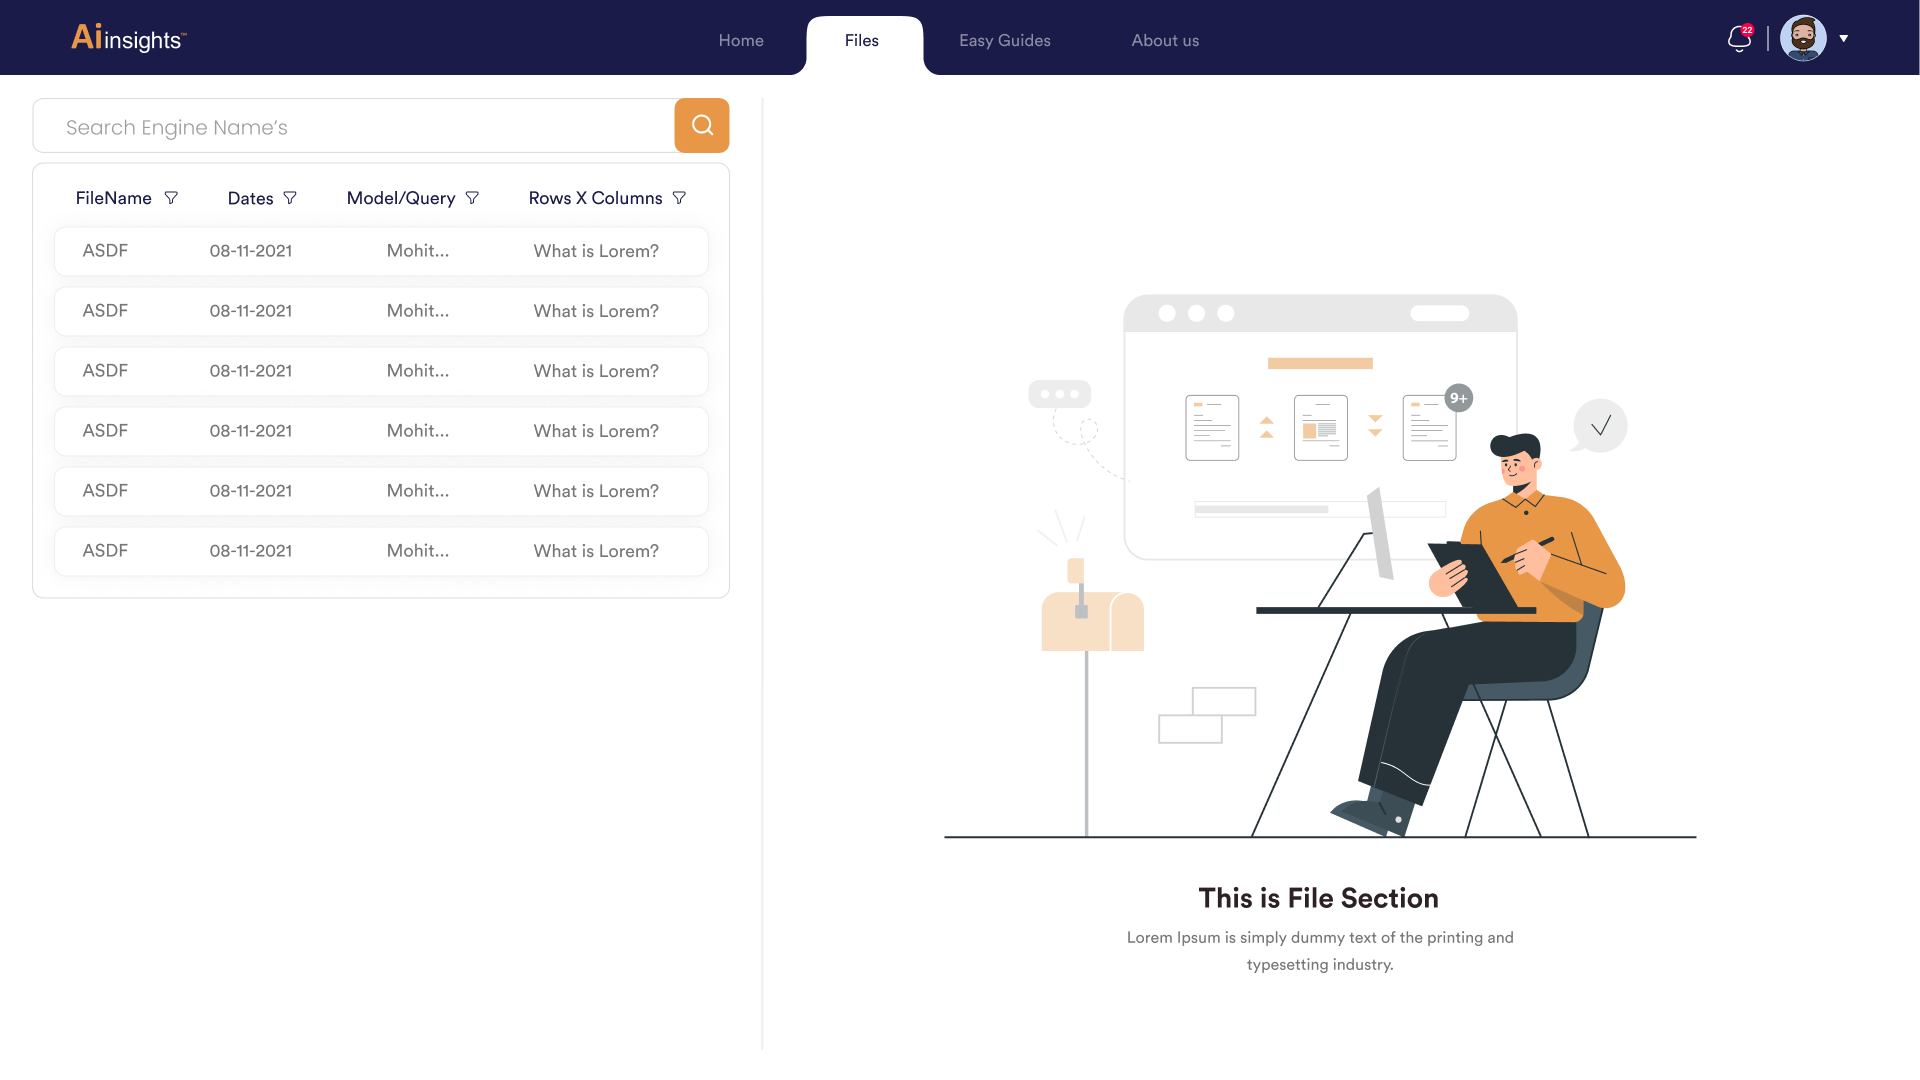 Ai insights™
Home Files Easy Guides About us
22
Search Engine Name's
FileName Dates Model/Query Rows X Columns
ASDF 08-11-2021 Mohit... What is Lorem?
ASDF 08-11-2021 Mohit... What is Lorem?
ASDF 08-11-2021 Mohit... What is Lorem?
ASDF 08-11-2021 Mohit... What is Lorem?
ASDF 08-11-2021 Mohit... What is Lorem?
ASDF 08-11-2021 Mohit... What is Lorem?
9+
This is File Section
Lorem Ipsum is simply dummy text of the printing and
typesetting industry.